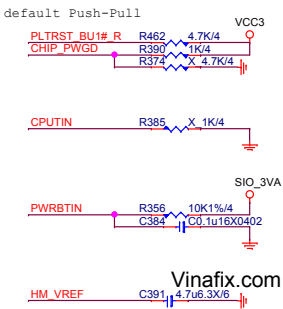 default Push-Pull
VCC3
PLTRST_BU1#_R R462 4.7K/4
CHIP_PWGD R390 1K/4
R374 X_4.7K/4
CPUTIN R385 X_1K/4
SIO_3VA
PWRBTIN R356 10K1%/4
C384 C0.1u16X0402
Vinafix.com
HM_VREF C391 4.7u6.3X/6